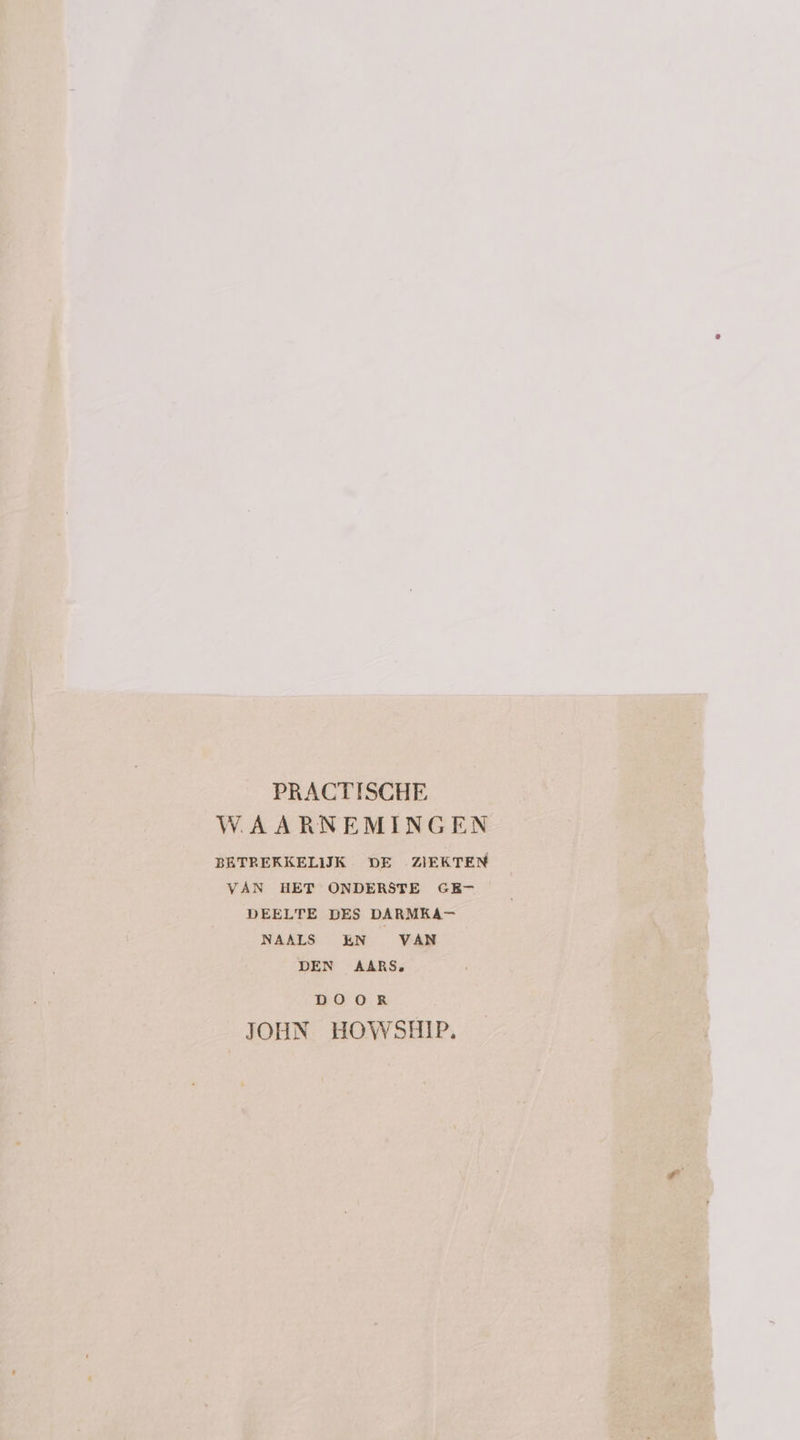 PRACTISCHE
WAARNEMINGEN
BETREKKELIJK DE ZIEKTEN
VAN HET ONDERSTE GE-
DEELTE DES DARMKA-
NAALS EN VAN
DEN AARS.
DOOR
JOHN HOWSHIP.